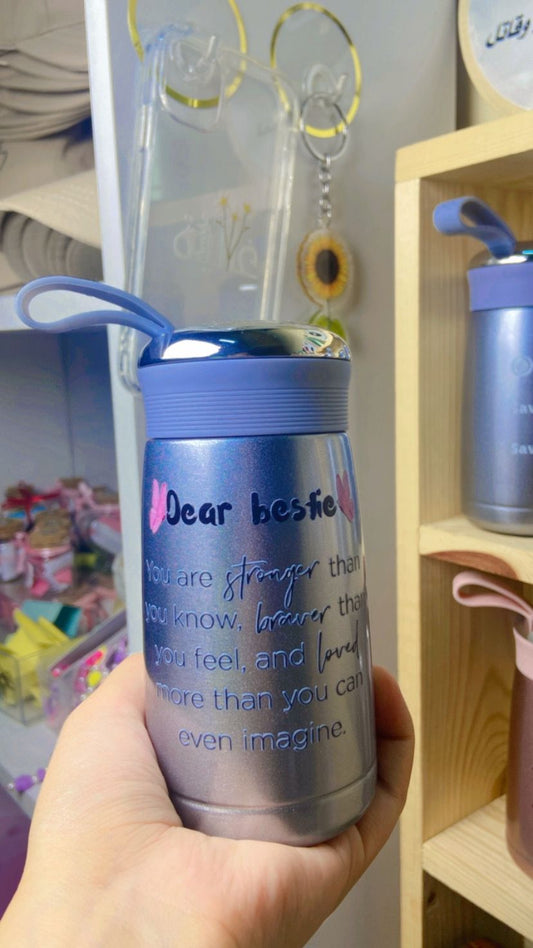 وقاتل
Dear bestie
You are stronger than
you know, braver than
you feel, and loved
more than you can
even imagine.